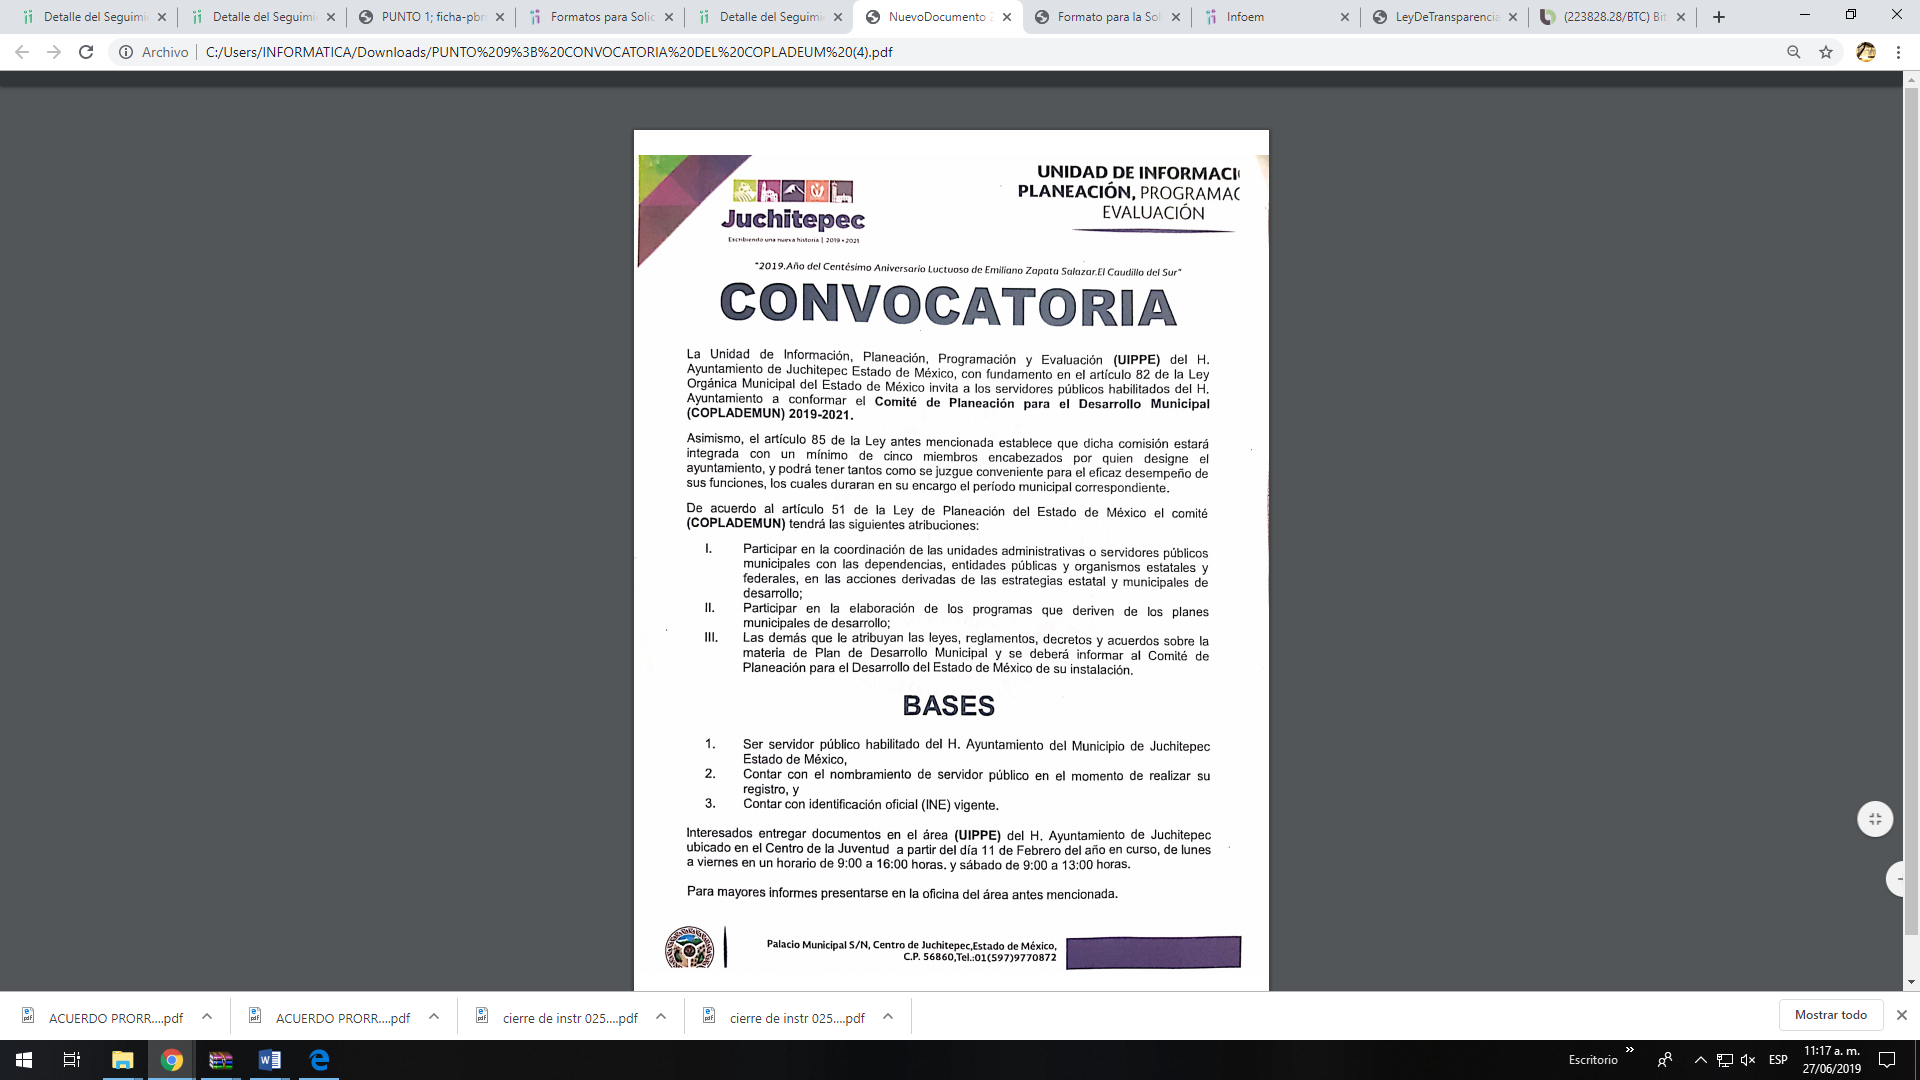 Detalle del Seguimi
Detalle del Seguimi
PUNTO 1; ficha-pbr
Formatos para Solic
Detalle del Seguimi
NuevoDocumento
Formato para la Sol
Infoem
LeyDeTransparencia
(223828.28/BTC) Bit
Archivo
C:/Users/INFORMATICA/Downloads/PUNTO%209%3B%20CONVOCATORIA%20DEL%20COPLADEUM%20(4).pdf
UNIDAD DE INFORMACI
PLANEACIÓN, PROGRAMAC
EVALUACIÓN
Juchitepec
Escribiendo una nueva historia | 2019 • 2021
"2019.Año del Centésimo Aniversario Luctuoso de Emiliano Zapata Salazar.El Caudillo del Sur"
CONVOCATORIA
La Unidad de Información, Planeación, Programación y Evaluación (UIPPE) del H.
Ayuntamiento de Juchitepec Estado de México, con fundamento en el artículo 82 de la Ley
Orgánica Municipal del Estado de México invita a los servidores públicos habilitados del H.
Ayuntamiento a conformar el Comité de Planeación para el Desarrollo Municipal
(COPLADEMUN) 2019-2021.
Asimismo, el artículo 85 de la Ley antes mencionada establece que dicha comisión estará
integrada con un mínimo de cinco miembros encabezados por quien designe el
ayuntamiento, y podrá tener tantos como se juzgue conveniente para el eficaz desempeño de
sus funciones, los cuales duraran en su encargo el período municipal correspondiente.
De acuerdo al artículo 51 de la Ley de Planeación del Estado de México el comité
(COPLADEMUN) tendrá las siguientes atribuciones:
I. Participar en la coordinación de las unidades administrativas o servidores públicos
municipales con las dependencias, entidades públicas y organismos estatales y
federales, en las acciones derivadas de las estrategias estatal y municipales de
desarrollo;
II. Participar en la elaboración de los programas que deriven de los planes
municipales de desarrollo;
III. Las demás que le atribuyan las leyes, reglamentos, decretos y acuerdos sobre la
materia de Plan de Desarrollo Municipal y se deberá informar al Comité de
Planeación para el Desarrollo del Estado de México de su instalación.
BASES
1. Ser servidor público habilitado del H. Ayuntamiento del Municipio de Juchitepec
Estado de México,
2. Contar con el nombramiento de servidor público en el momento de realizar su
registro, y
3. Contar con identificación oficial (INE) vigente.
Interesados entregar documentos en el área (UIPPE) del H. Ayuntamiento de Juchitepec
ubicado en el Centro de la Juventud a partir del día 11 de Febrero del año en curso, de lunes
a viernes en un horario de 9:00 a 16:00 horas. y sábado de 9:00 a 13:00 horas.
Para mayores informes presentarse en la oficina del área antes mencionada.
Palacio Municipal S/N, Centro de Juchitepec,Estado de México,
C.P. 56860,Tel.:01(597)9770872
ACUERDO PRORR....pdf
ACUERDO PRORR....pdf
cierre de instr 025....pdf
cierre de instr 025....pdf
Mostrar todo
Escritorio
ESP
11:17 a. m.
27/06/2019